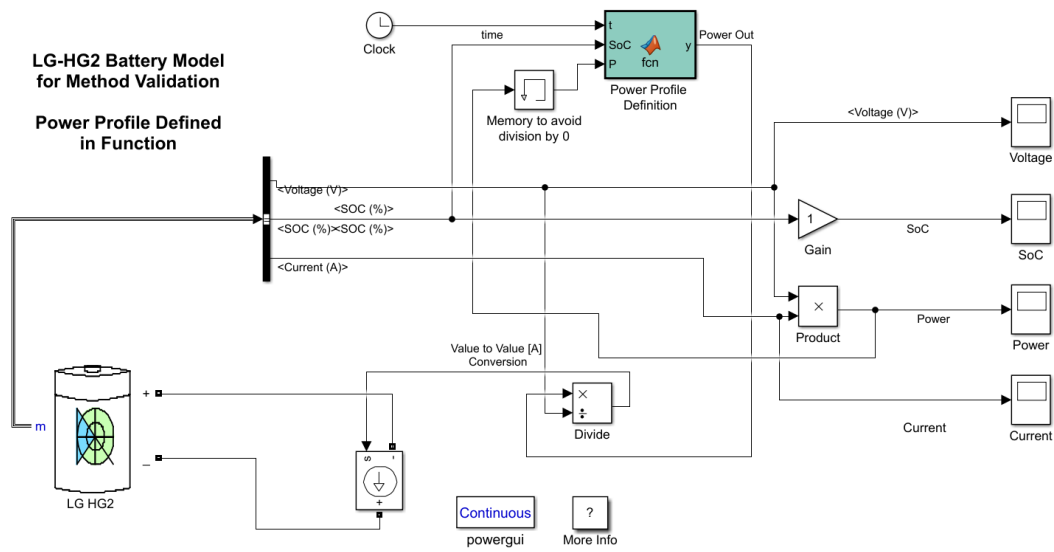 LG-HG2 Battery Model
for Method Validation
Power Profile Defined
in Function
Clock
time
t
SoC
P
fcn
y
Power Out
Power Profile
Definition
Memory to avoid
division by 0
<Voltage (V)>
Voltage
<Voltage (V)>
<SOC (%)>
<SOC (%)><SOC (%)>
1
Gain
SoC
SoC
<Current (A)>
×
Product
Power
Power
Value to Value [A]
Conversion
×
÷
Divide
Current
Current
m
+
_
LG HG2
s
-
+
Continuous
powergui
?
More Info